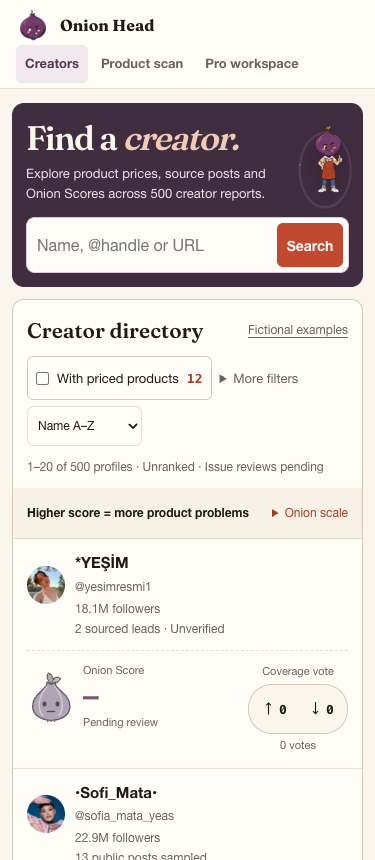 Onion Head
Creators Product scan Pro workspace
Find a creator.
Explore product prices, source posts and
Onion Scores across 500 creator reports.
Name, @handle or URL Search
Creator directory Fictional examples
With priced products 12 ▶ More filters
Name A–Z
1–20 of 500 profiles · Unranked · Issue reviews pending
Higher score = more product problems ▶ Onion scale
*YEŞİM
@yesimresmi1
18.1M followers
2 sourced leads · Unverified
Onion Score Coverage vote
—
↑ 0 ↓ 0
Pending review
0 votes
·Sofi_Mata·
@sofia_mata_yeas
22.9M followers
13 public posts sampled